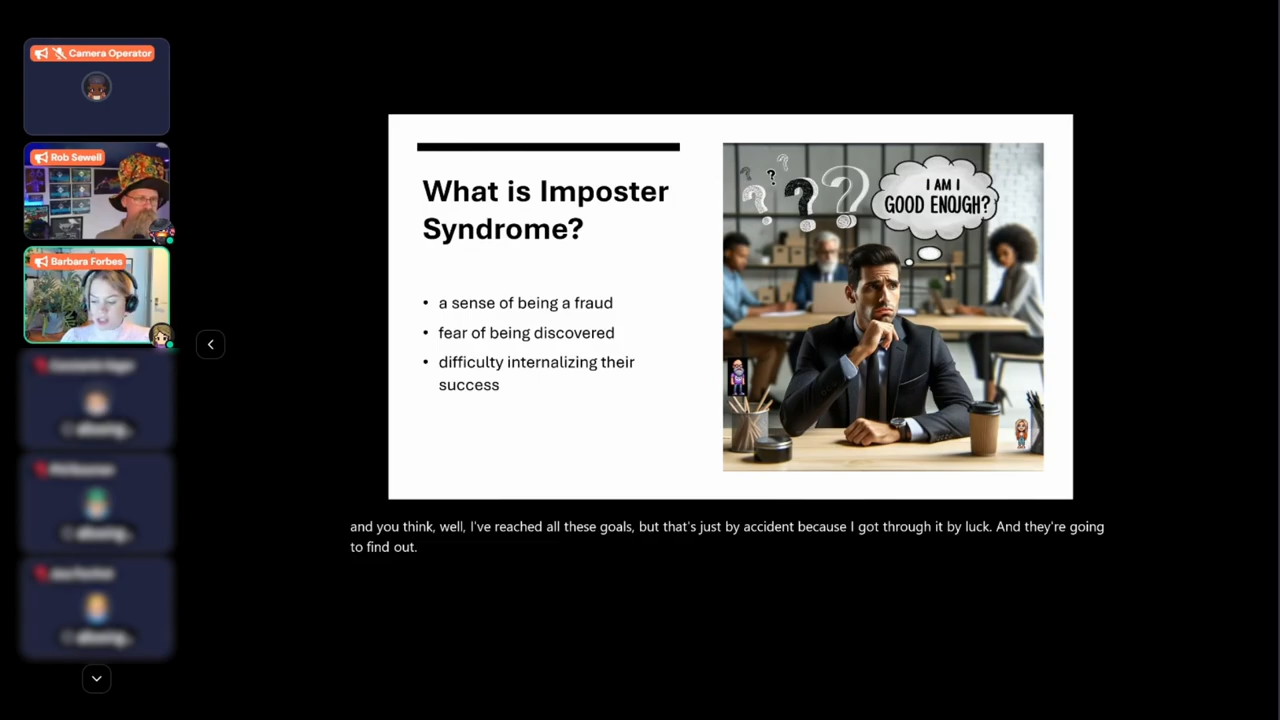 Camera Operator
Rob Sewell
Barbara Forbes
What is Imposter
Syndrome?
• a sense of being a fraud
• fear of being discovered
• difficulty internalizing their
success
? ? ? ? ?
I AM I
GOOD ENOUGH?
and you think, well, I've reached all these goals, but that's just by accident because I got through it by luck. And they're going
to find out.